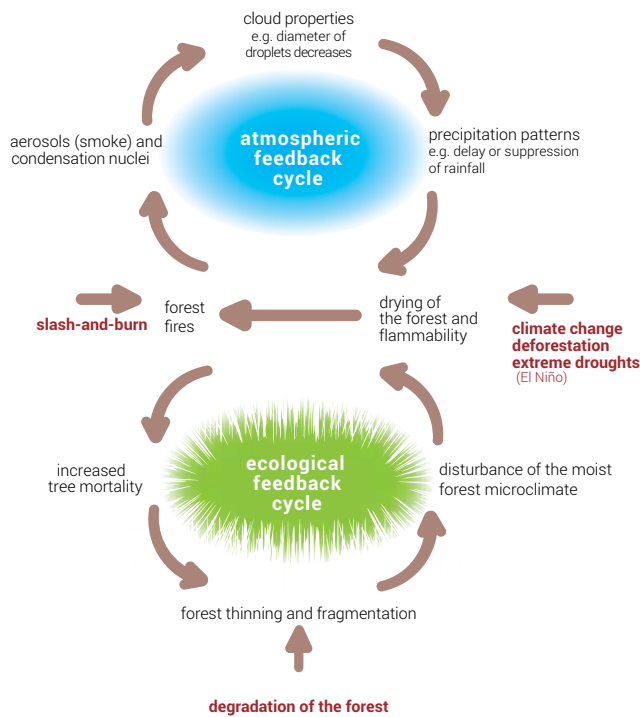 cloud properties
e.g. diameter of
droplets decreases
aerosols (smoke) and
condensation nuclei
atmospheric
feedback
cycle
precipitation patterns
e.g. delay or suppression
of rainfall
slash-and-burn
forest
fires
drying of
the forest and
flammability
climate change
deforestation
extreme droughts
(El Niño)
increased
tree mortality
ecological
feedback
cycle
disturbance of the moist
forest microclimate
forest thinning and fragmentation
degradation of the forest